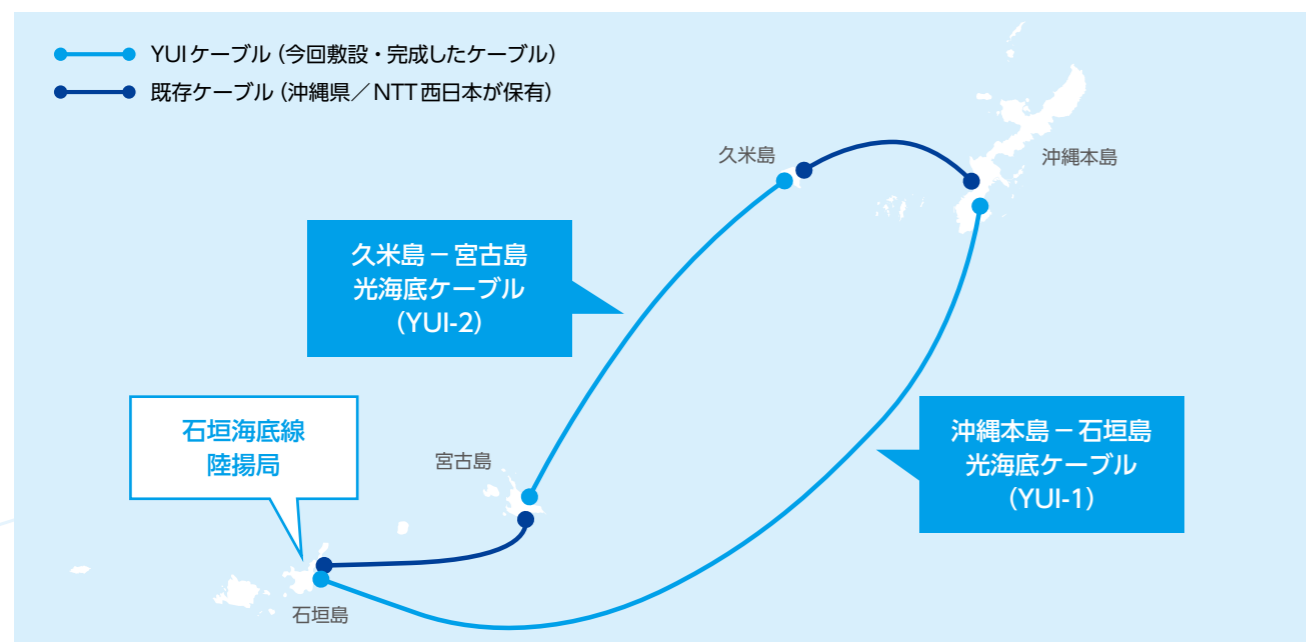 YUIケーブル（今回敷設・完成したケーブル）
既存ケーブル（沖縄県／NTT西日本が保有）
久米島
沖縄本島
久米島－宮古島
光海底ケーブル
（YUI-2）
石垣海底線
陸揚局
宮古島
沖縄本島－石垣島
光海底ケーブル
（YUI-1）
石垣島